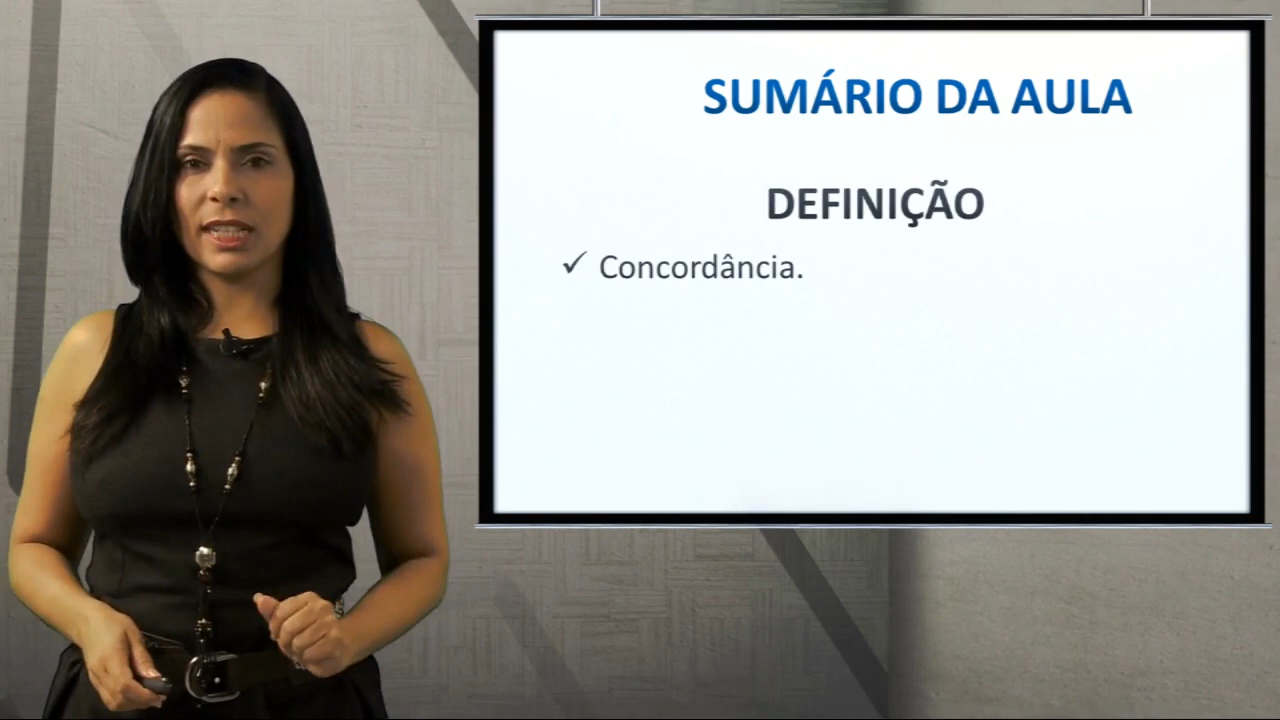 SUMÁRIO DA AULA
DEFINIÇÃO
✓ Concordância.